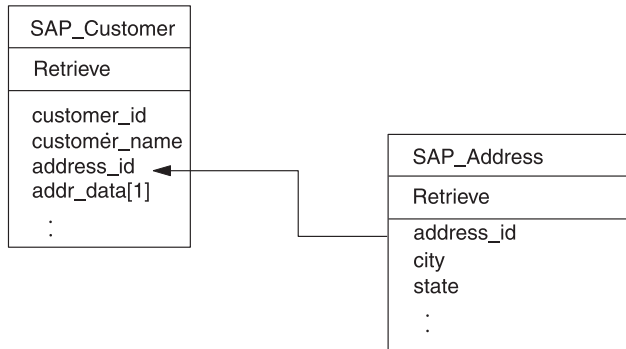 SAP_Customer
Retrieve
customer_id
customer_name
address_id
addr_data[1]
:
SAP_Address
Retrieve
address_id
city
state
: